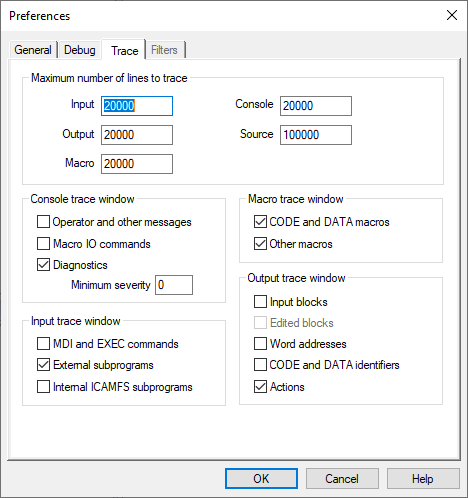 Preferences
General Debug Trace Filters
Maximum number of lines to trace
Input 20000 Console 20000
Output 20000 Source 100000
Macro 20000
Console trace window
Operator and other messages
Macro IO commands
Diagnostics
Minimum severity 0
Input trace window
MDI and EXEC commands
External subprograms
Internal ICAMFS subprograms
Macro trace window
CODE and DATA macros
Other macros
Output trace window
Input blocks
Edited blocks
Word addresses
CODE and DATA identifiers
Actions
OK Cancel Help